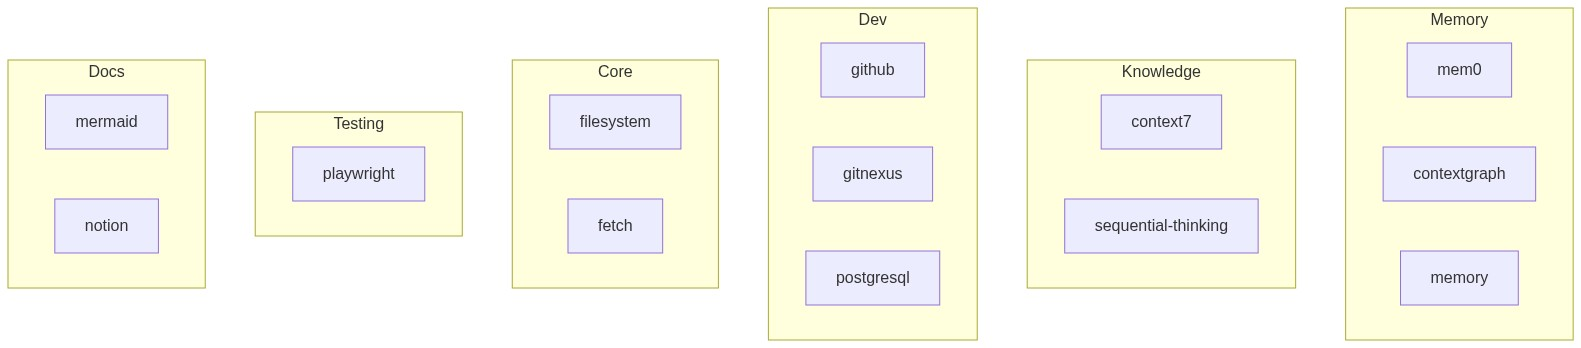 Docs
mermaid
notion
Testing
playwright
Core
filesystem
fetch
Dev
github
gitnexus
postgresql
Knowledge
context7
sequential-thinking
Memory
mem0
contextgraph
memory